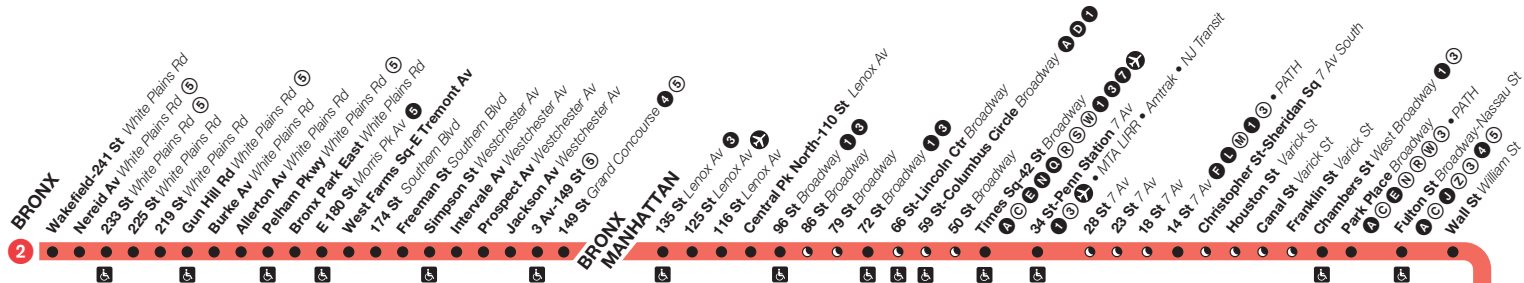 2
BRONX
Wakefield-241 St White Plains Rd
Nereid Av White Plains Rd 5
233 St White Plains Rd 5
225 St White Plains Rd
219 St White Plains Rd
Gun Hill Rd White Plains Rd 5
Burke Av White Plains Rd
Allerton Av White Plains Rd
Pelham Pkwy White Plains Rd 5
Bronx Park East White Plains Rd
E 180 St Morris Pk Av 5
West Farms Sq-E Tremont Av
174 St Southern Blvd
Freeman St Southern Blvd
Simpson St Westchester Av
Intervale Av Westchester Av
Prospect Av Westchester Av
Jackson Av Westchester Av
3 Av-149 St 5
149 St Grand Concourse 4 5
BRONX
MANHATTAN
135 St Lenox Av 3
125 St Lenox Av
116 St Lenox Av
Central Pk North-110 St Lenox Av
96 St Broadway 1 3
86 St Broadway
79 St Broadway
72 St Broadway 1 3
66 St-Lincoln Ctr Broadway
59 St-Columbus Circle Broadway A D 1
50 St Broadway
Times Sq-42 St Broadway
A C E N Q R S W 1 3 7
34 St-Penn Station 7 Av
1 3 • MTA LIRR • Amtrak • NJ Transit
28 St 7 Av
23 St 7 Av
18 St 7 Av
14 St 7 Av F L M 1 3 • PATH
Christopher St-Sheridan Sq 7 Av South
Houston St Varick St
Canal St Varick St
Franklin St Varick St
Chambers St West Broadway 1 3
Park Place Broadway
A C E N R W 3 • PATH
Fulton St Broadway-Nassau St
A C J Z 3 4 5
Wall St William St